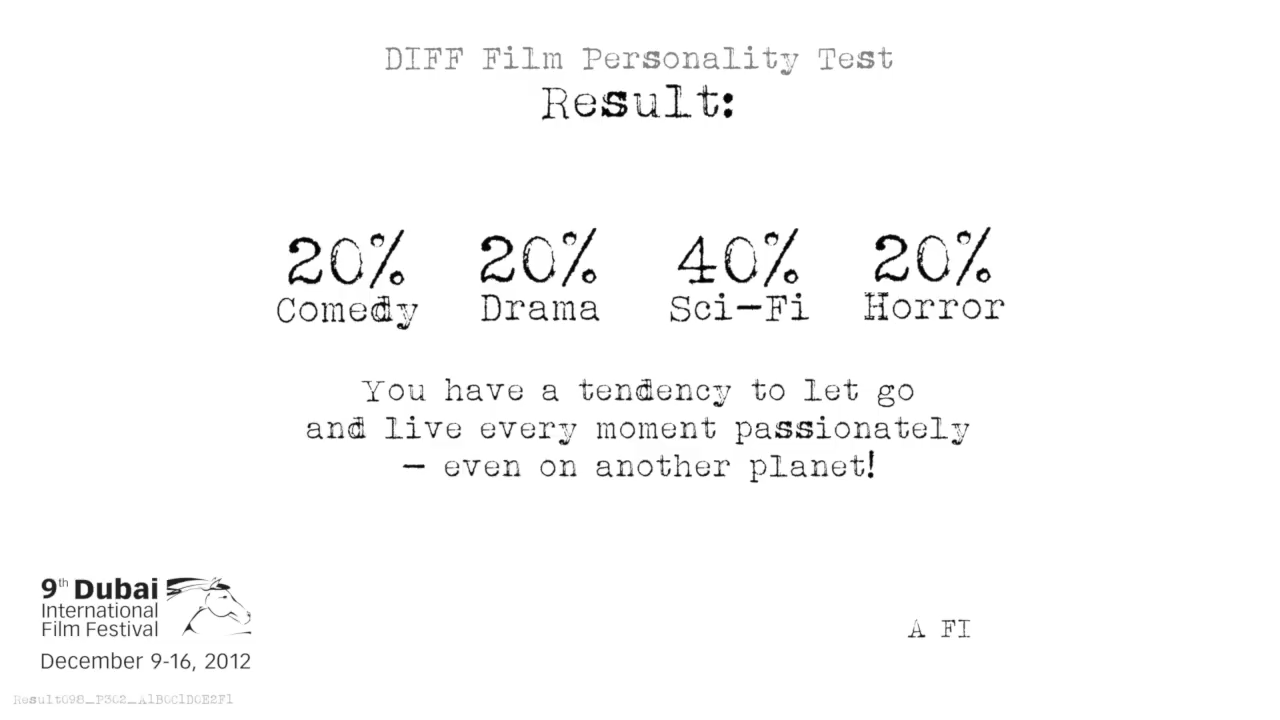 DIFF Film Personality Test
Result:
20% 20% 40% 20%
Comedy Drama Sci-Fi Horror
You have a tendency to let go
and live every moment passionately
— even on another planet!
9th Dubai
International
Film Festival
December 9-16, 2012
A FI
Result098_P302_A1B0C1D0E2F1